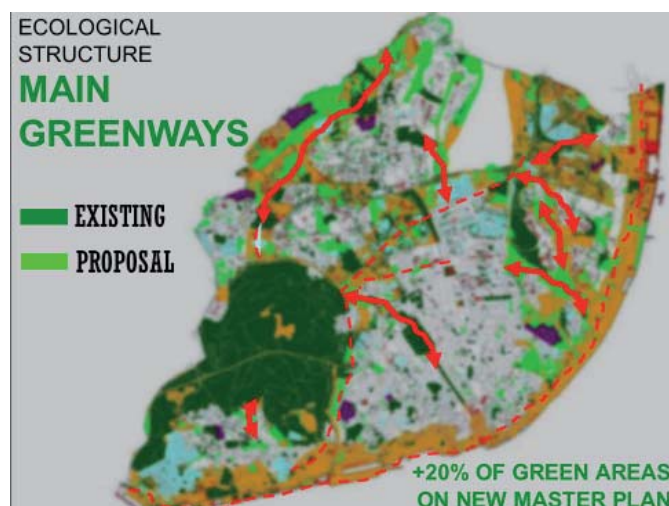 ECOLOGICAL
STRUCTURE
MAIN
GREENWAYS
EXISTING
PROPOSAL
+20% OF GREEN AREAS
ON NEW MASTER PLAN